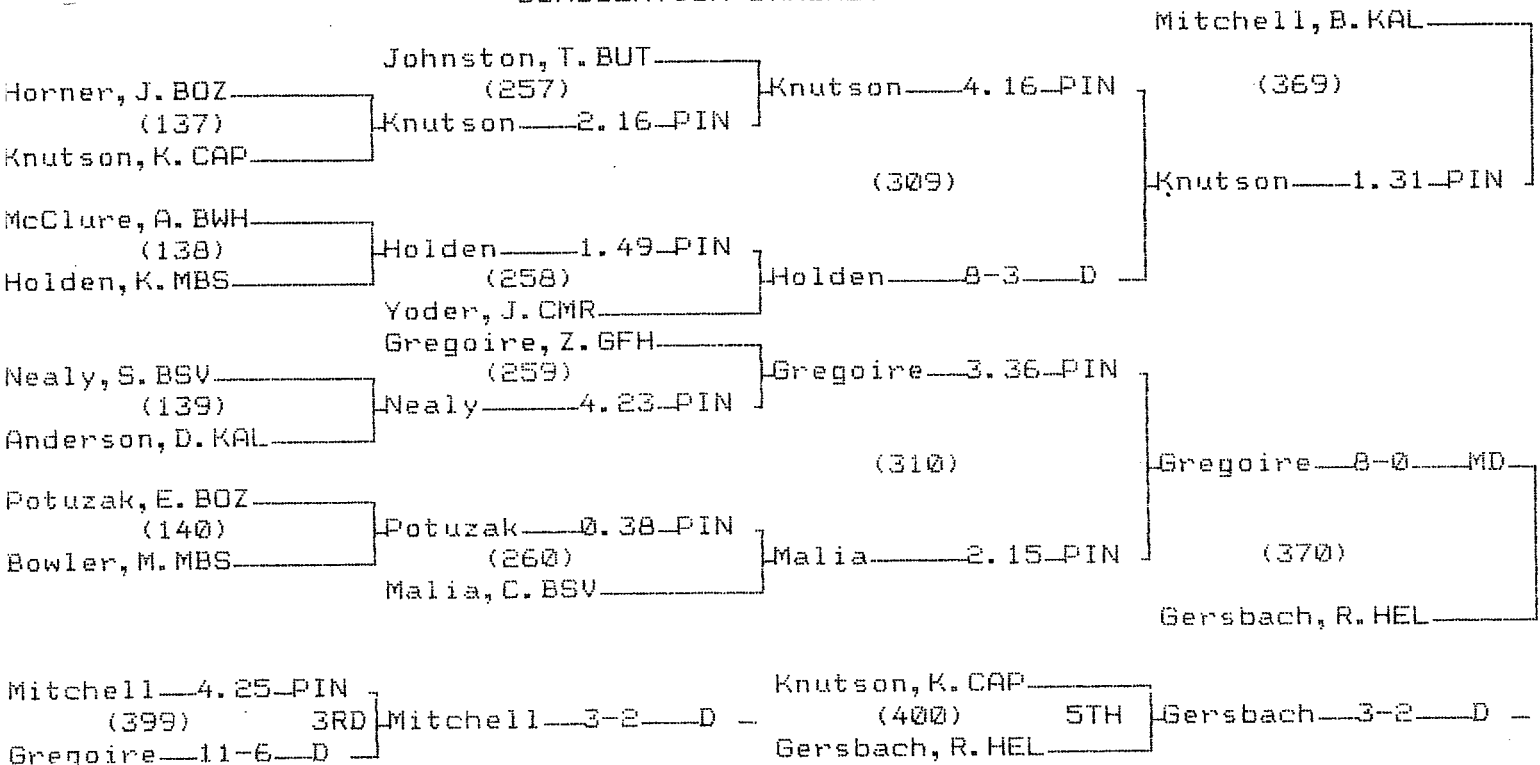 Mitchell, B. KAL
Johnston, T. BUT
Horner, J. BOZ
(257)
Knutson 4.16 PIN
(369)
(137)
Knutson 2.16 PIN
Knutson, K. CAP
(309)
Knutson 1.31 PIN
McClure, A. BWH
(138)
Holden 1.49 PIN
Holden, K. MBS
(258)
Holden 8-3 D
Yoder, J. CMR
Gregoire, Z. GFH
Nealy, S. BSV
(259)
Gregoire 3.36 PIN
(139)
Nealy 4.23 PIN
Anderson, D. KAL
(310)
Gregoire 8-0 MD
Potuzak, E. BOZ
(140)
Potuzak 0.38 PIN
Bowler, M. MBS
(260)
Malia 2.15 PIN
(370)
Malia, C. BSV
Gersbach, R. HEL
Mitchell 4.25 PIN
(399) 3RD Mitchell 3-2 D
Gregoire 11-6 D
Knutson, K. CAP
(400) 5TH Gersbach 3-2 D
Gersbach, R. HEL